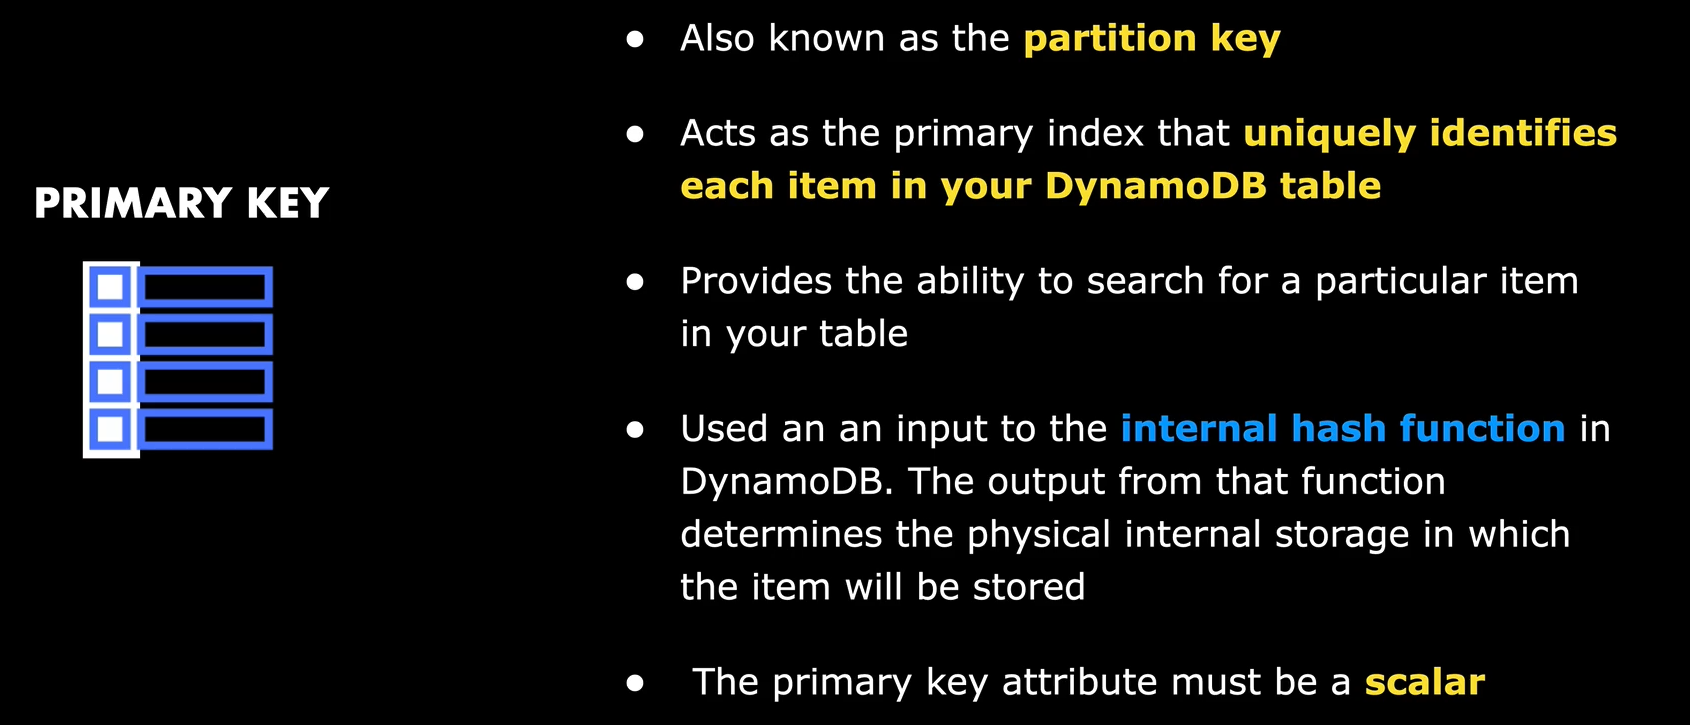 PRIMARY KEY
● Also known as the partition key
● Acts as the primary index that uniquely identifies
each item in your DynamoDB table
● Provides the ability to search for a particular item
in your table
● Used an an input to the internal hash function in
DynamoDB. The output from that function
determines the physical internal storage in which
the item will be stored
● The primary key attribute must be a scalar